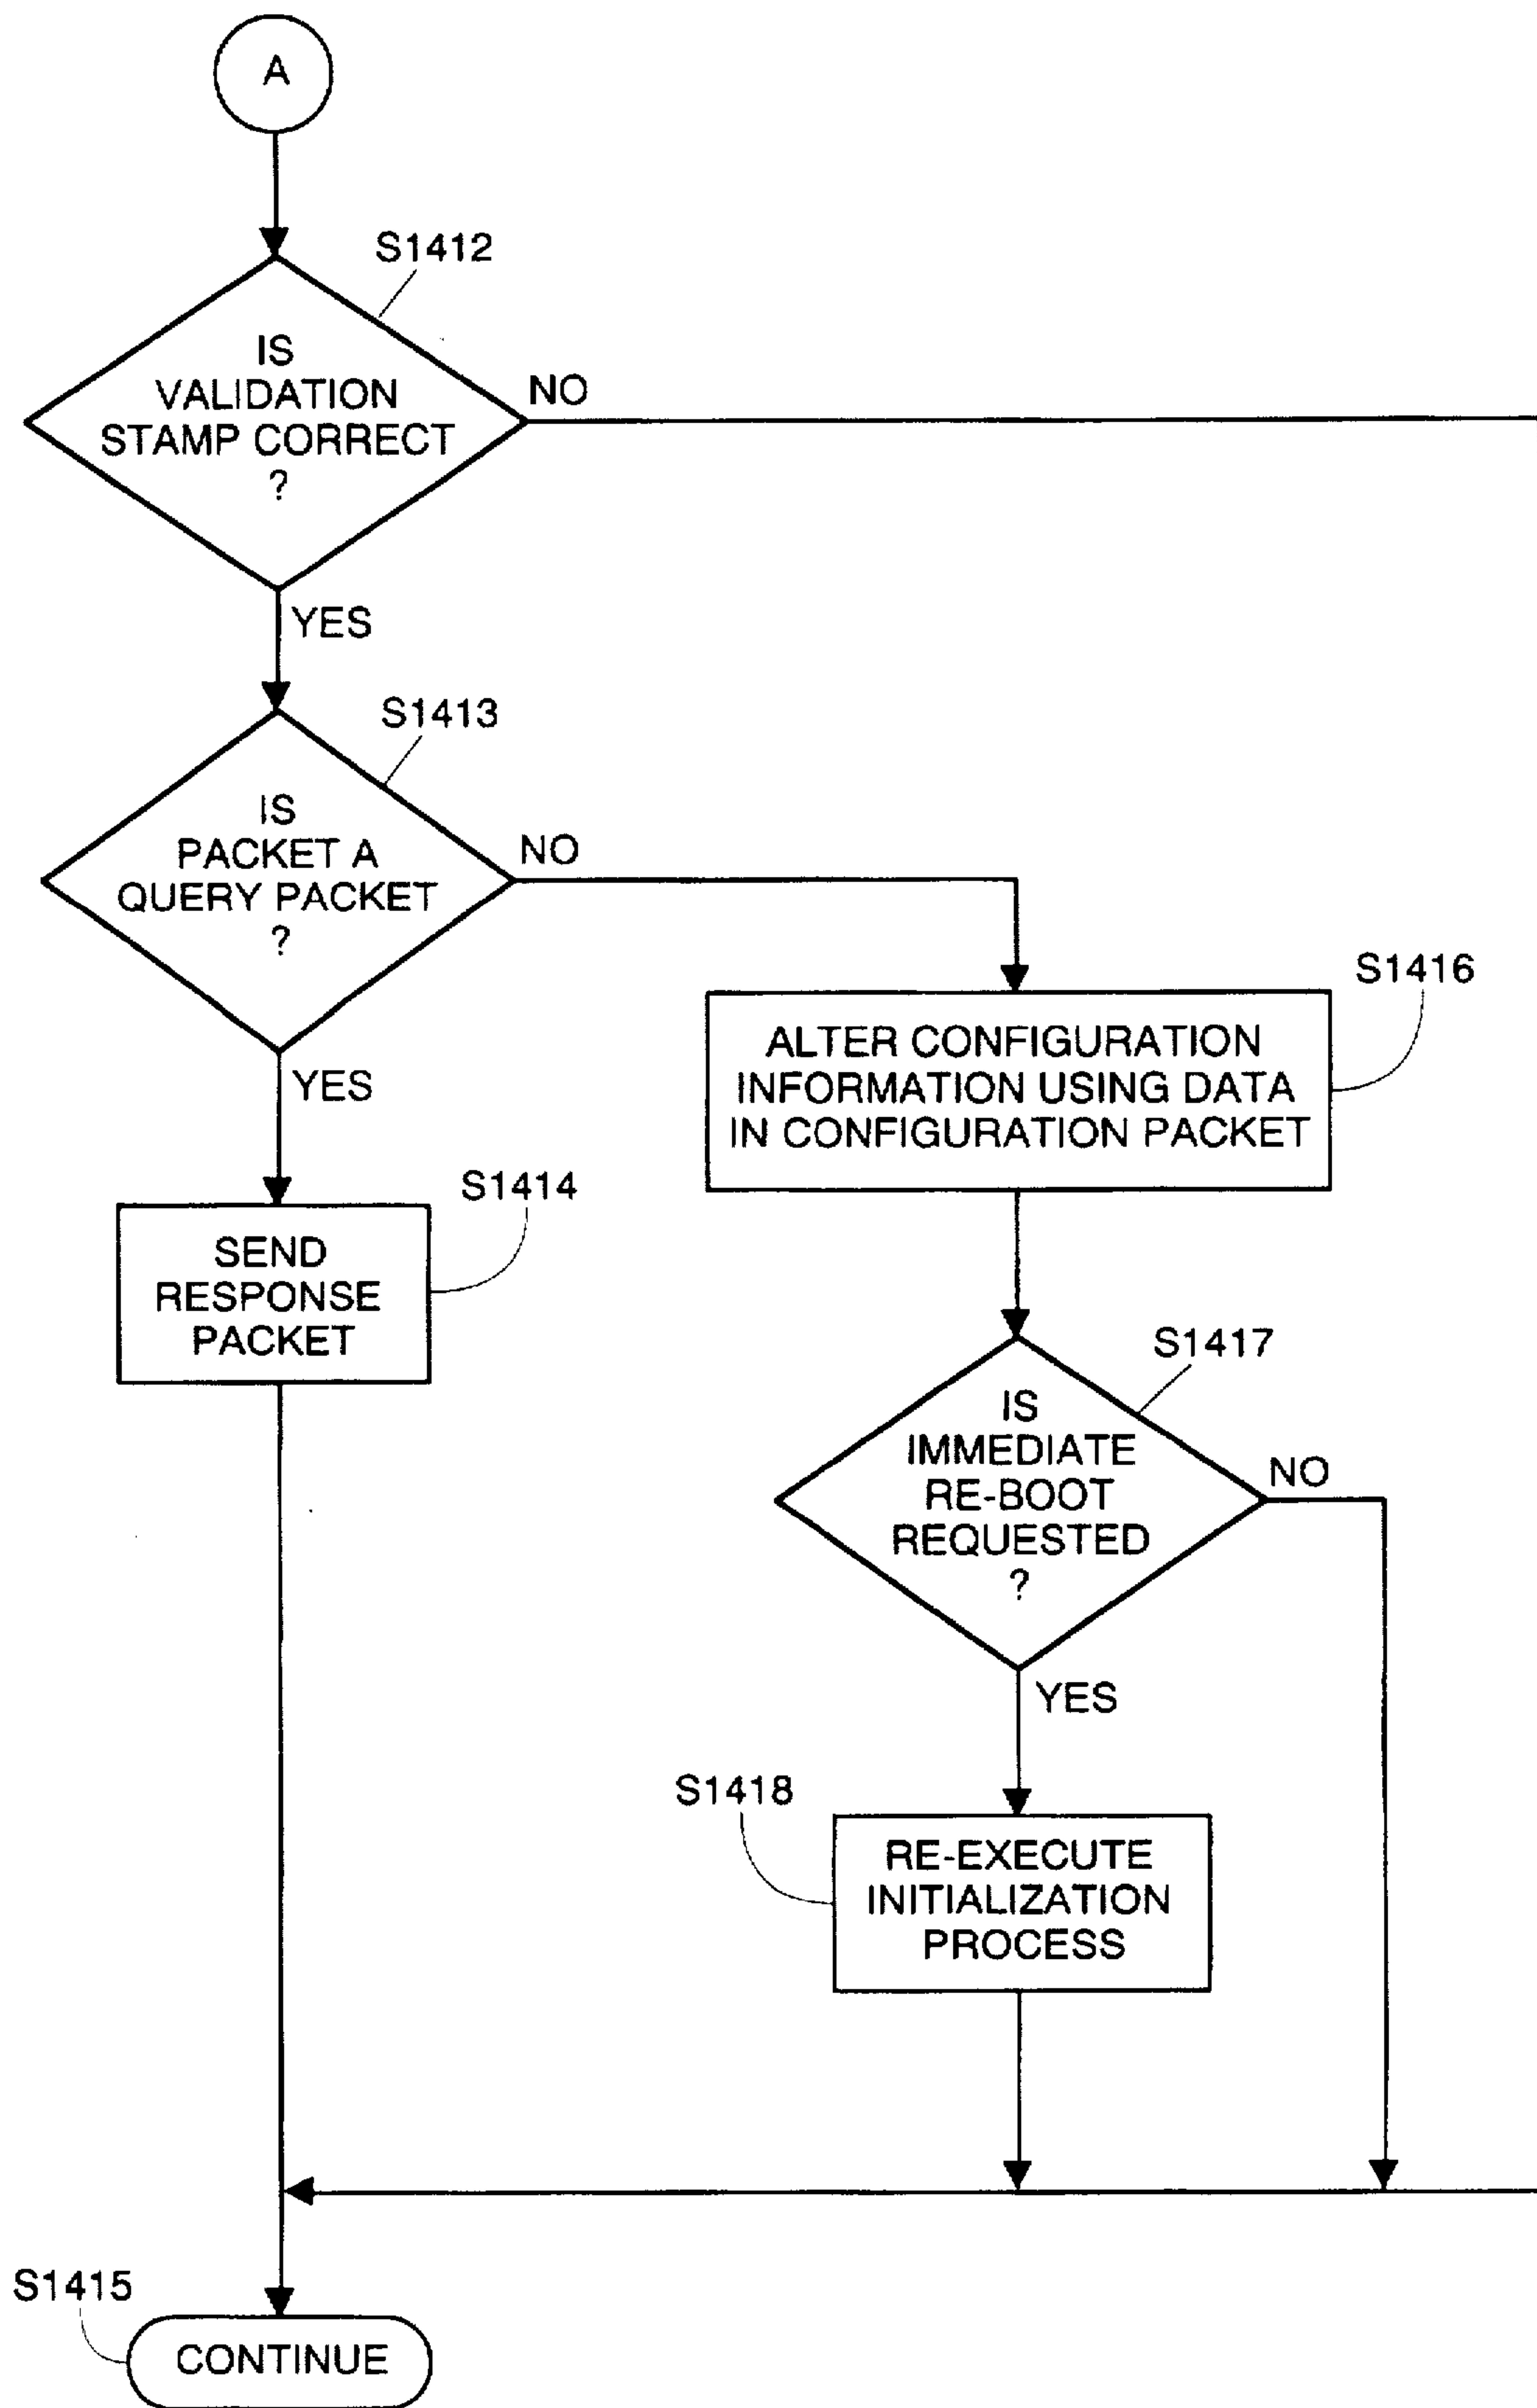 A
S1412
IS
VALIDATION
STAMP CORRECT
?
NO
YES
S1413
IS
PACKET A
QUERY PACKET
?
NO
YES
S1416
ALTER CONFIGURATION
INFORMATION USING DATA
IN CONFIGURATION PACKET
S1414
SEND
RESPONSE
PACKET
S1417
IS
IMMEDIATE
RE-BOOT
REQUESTED
?
NO
YES
S1418
RE-EXECUTE
INITIALIZATION
PROCESS
S1415
CONTINUE